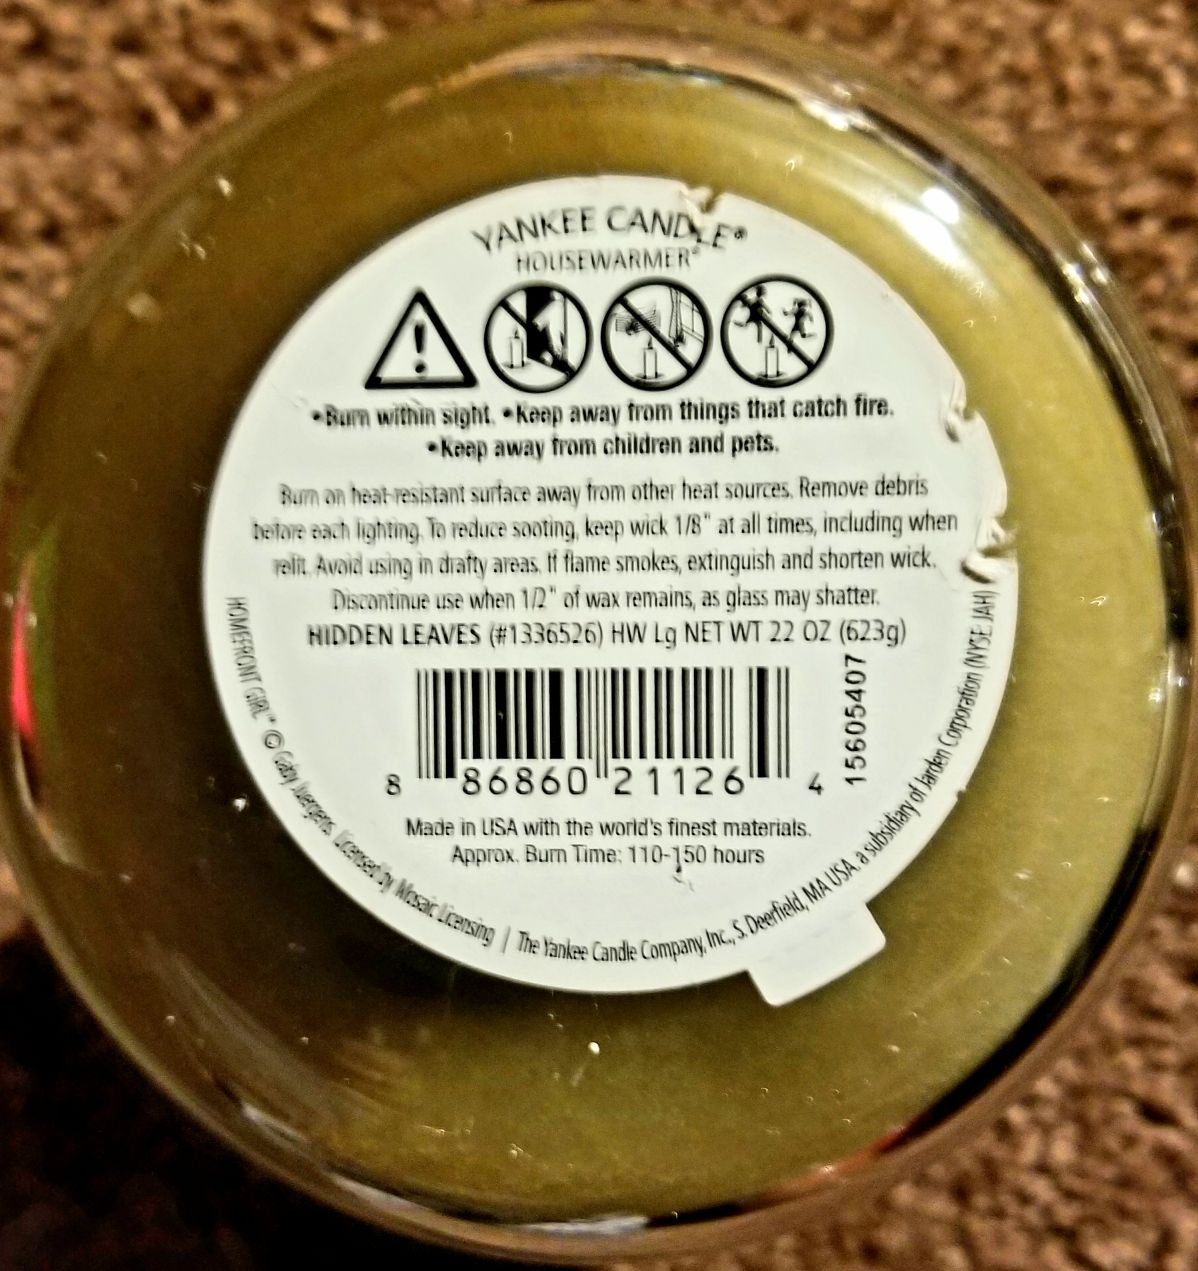 YANKEE CANDLE®
HOUSEWARMER®
•Burn within sight. •Keep away from things that catch fire.
•Keep away from children and pets.
Burn on heat-resistant surface away from other heat sources. Remove debris
before each lighting. To reduce sooting, keep wick 1/8" at all times, including when
relit. Avoid using in drafty areas. If flame smokes, extinguish and shorten wick.
Discontinue use when 1/2" of wax remains, as glass may shatter.
HIDDEN LEAVES (#1336526) HW Lg NET WT 22 OZ (623g)
8 86860 21126 4
15605407
Made in USA with the world's finest materials.
Approx. Burn Time: 110-150 hours
HOMEFRONT GIRL™ © Gaby Juergens. Licensed by Mosaic Licensing | The Yankee Candle Company, Inc., S. Deerfield, MA USA. a subsidiary of Jarden Corporation (NYSE: JAH)